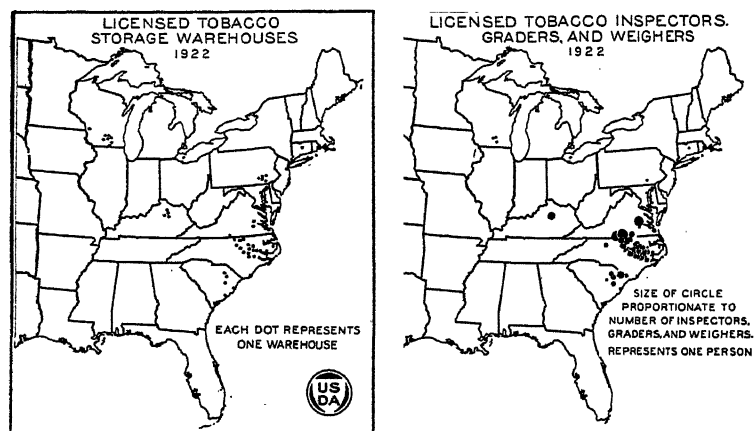 LICENSED TOBACCO
STORAGE WAREHOUSES
1922
EACH DOT REPRESENTS
ONE WAREHOUSE
US
DA
LICENSED TOBACCO INSPECTORS.
GRADERS, AND WEIGHERS
1922
SIZE OF CIRCLE
PROPORTIONATE TO
NUMBER OF INSPECTORS.
GRADERS, AND WEIGHERS.
REPRESENTS ONE PERSON